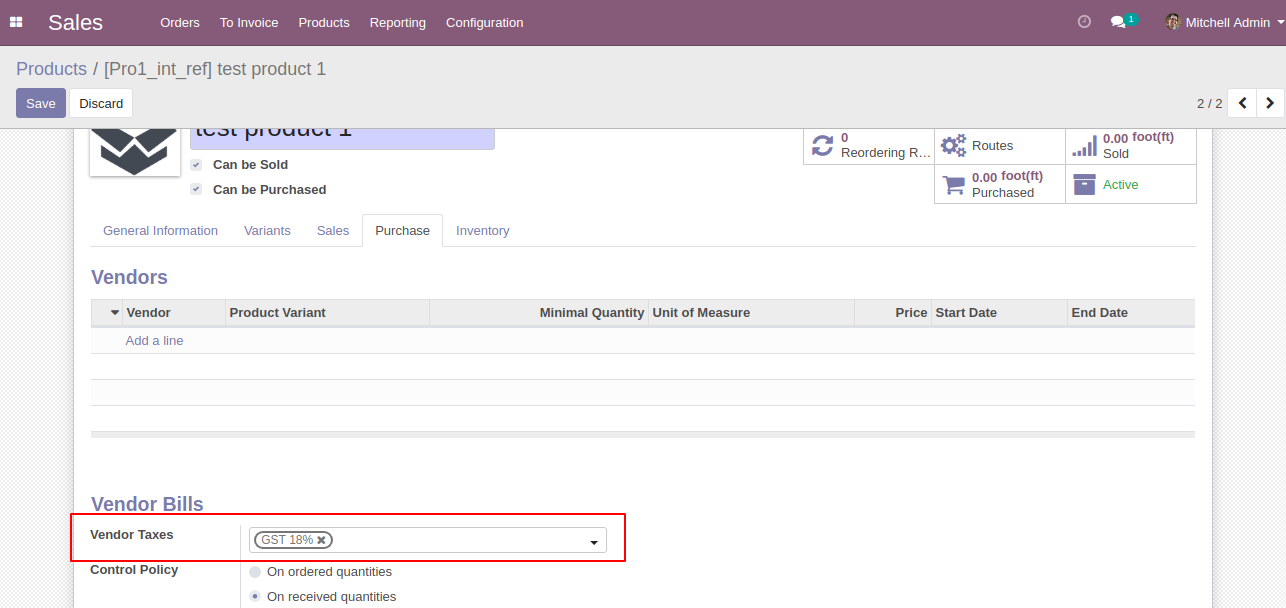 Sales Orders To Invoice Products Reporting Configuration 1 Mitchell Admin
Products / [Pro1_int_ref] test product 1
Save Discard 2 / 2
test product 1
Can be Sold
Can be Purchased
0
Reordering R...
Routes
0.00 foot(ft)
Sold
0.00 foot(ft)
Purchased
Active
General Information Variants Sales Purchase Inventory
Vendors
Vendor Product Variant Minimal Quantity Unit of Measure Price Start Date End Date
Add a line
Vendor Bills
Vendor Taxes GST 18%
Control Policy On ordered quantities
On received quantities